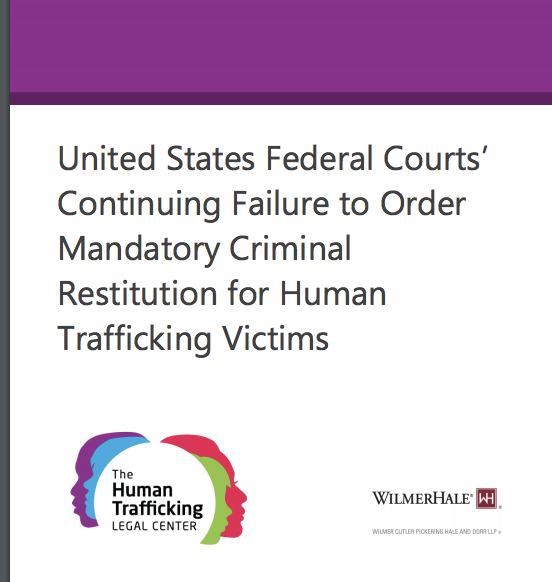 United States Federal Courts’
Continuing Failure to Order
Mandatory Criminal
Restitution for Human
Trafficking Victims
The
Human
Trafficking
LEGAL CENTER
WILMERHALE® WH ®
WILMER CUTLER PICKERING HALE AND DORR LLP ®